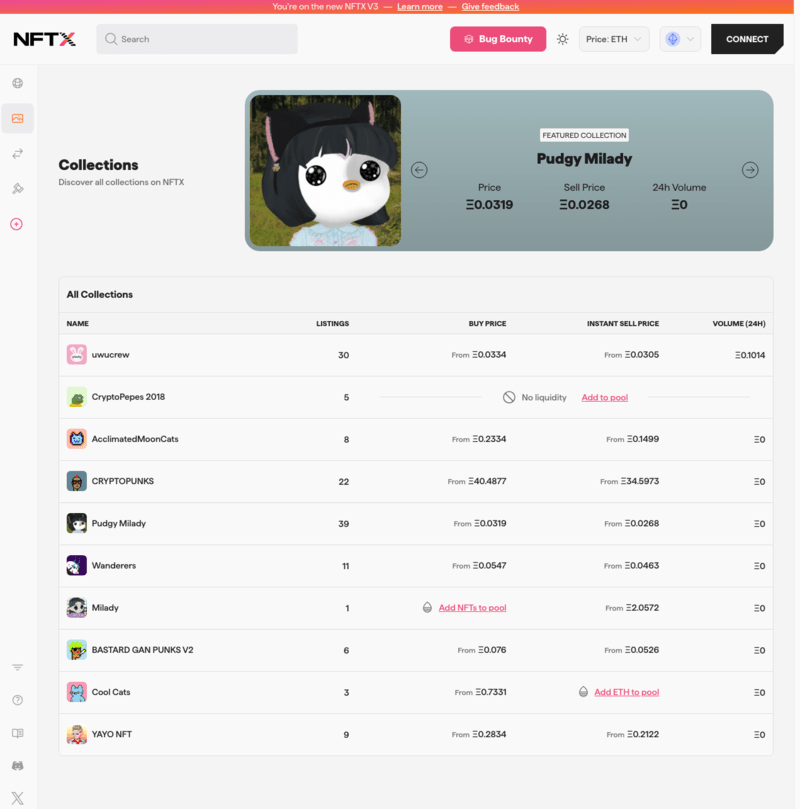 You're on the new NFTX V3 — Learn more — Give feedback
NFTX
Search
Bug Bounty
Price: ETH
CONNECT
Collections
Discover all collections on NFTX
FEATURED COLLECTION
Pudgy Milady
Price Sell Price 24h Volume
Ξ0.0319 Ξ0.0268 Ξ0
All Collections
NAME LISTINGS BUY PRICE INSTANT SELL PRICE VOLUME (24H)
uwucrew 30 From Ξ0.0334 From Ξ0.0305 Ξ0.1014
CryptoPepes 2018 5 No liquidity Add to pool
AcclimatedMoonCats 8 From Ξ0.2334 From Ξ0.1499 Ξ0
CRYPTOPUNKS 22 From Ξ40.4877 From Ξ34.5973 Ξ0
Pudgy Milady 39 From Ξ0.0319 From Ξ0.0268 Ξ0
Wanderers 11 From Ξ0.0547 From Ξ0.0463 Ξ0
Milady 1 Add NFTs to pool From Ξ2.0572 Ξ0
BASTARD GAN PUNKS V2 6 From Ξ0.076 From Ξ0.0526 Ξ0
Cool Cats 3 From Ξ0.7331 Add ETH to pool Ξ0
YAYO NFT 9 From Ξ0.2834 From Ξ0.2122 Ξ0